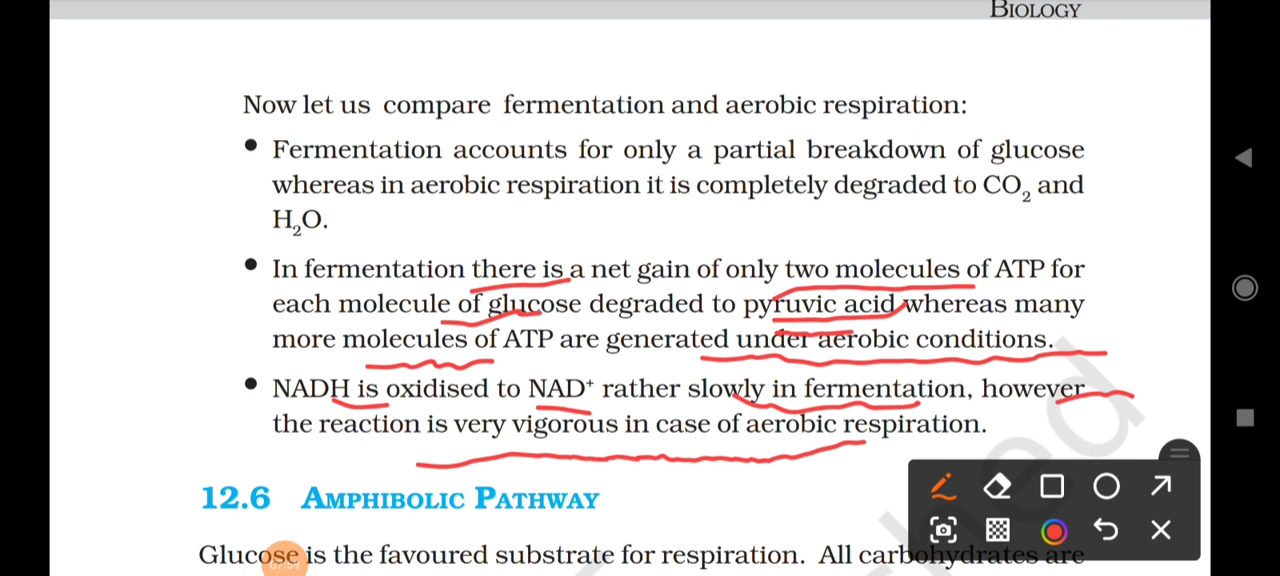 BIOLOGY
Now let us compare fermentation and aerobic respiration:
• Fermentation accounts for only a partial breakdown of glucose
whereas in aerobic respiration it is completely degraded to CO₂ and
H₂O.
• In fermentation there is a net gain of only two molecules of ATP for
each molecule of glucose degraded to pyruvic acid whereas many
more molecules of ATP are generated under aerobic conditions.
• NADH is oxidised to NAD⁺ rather slowly in fermentation, however
the reaction is very vigorous in case of aerobic respiration.
12.6 AMPHIBOLIC PATHWAY
Glucose is the favoured substrate for respiration. All carbohydrates are
07:59